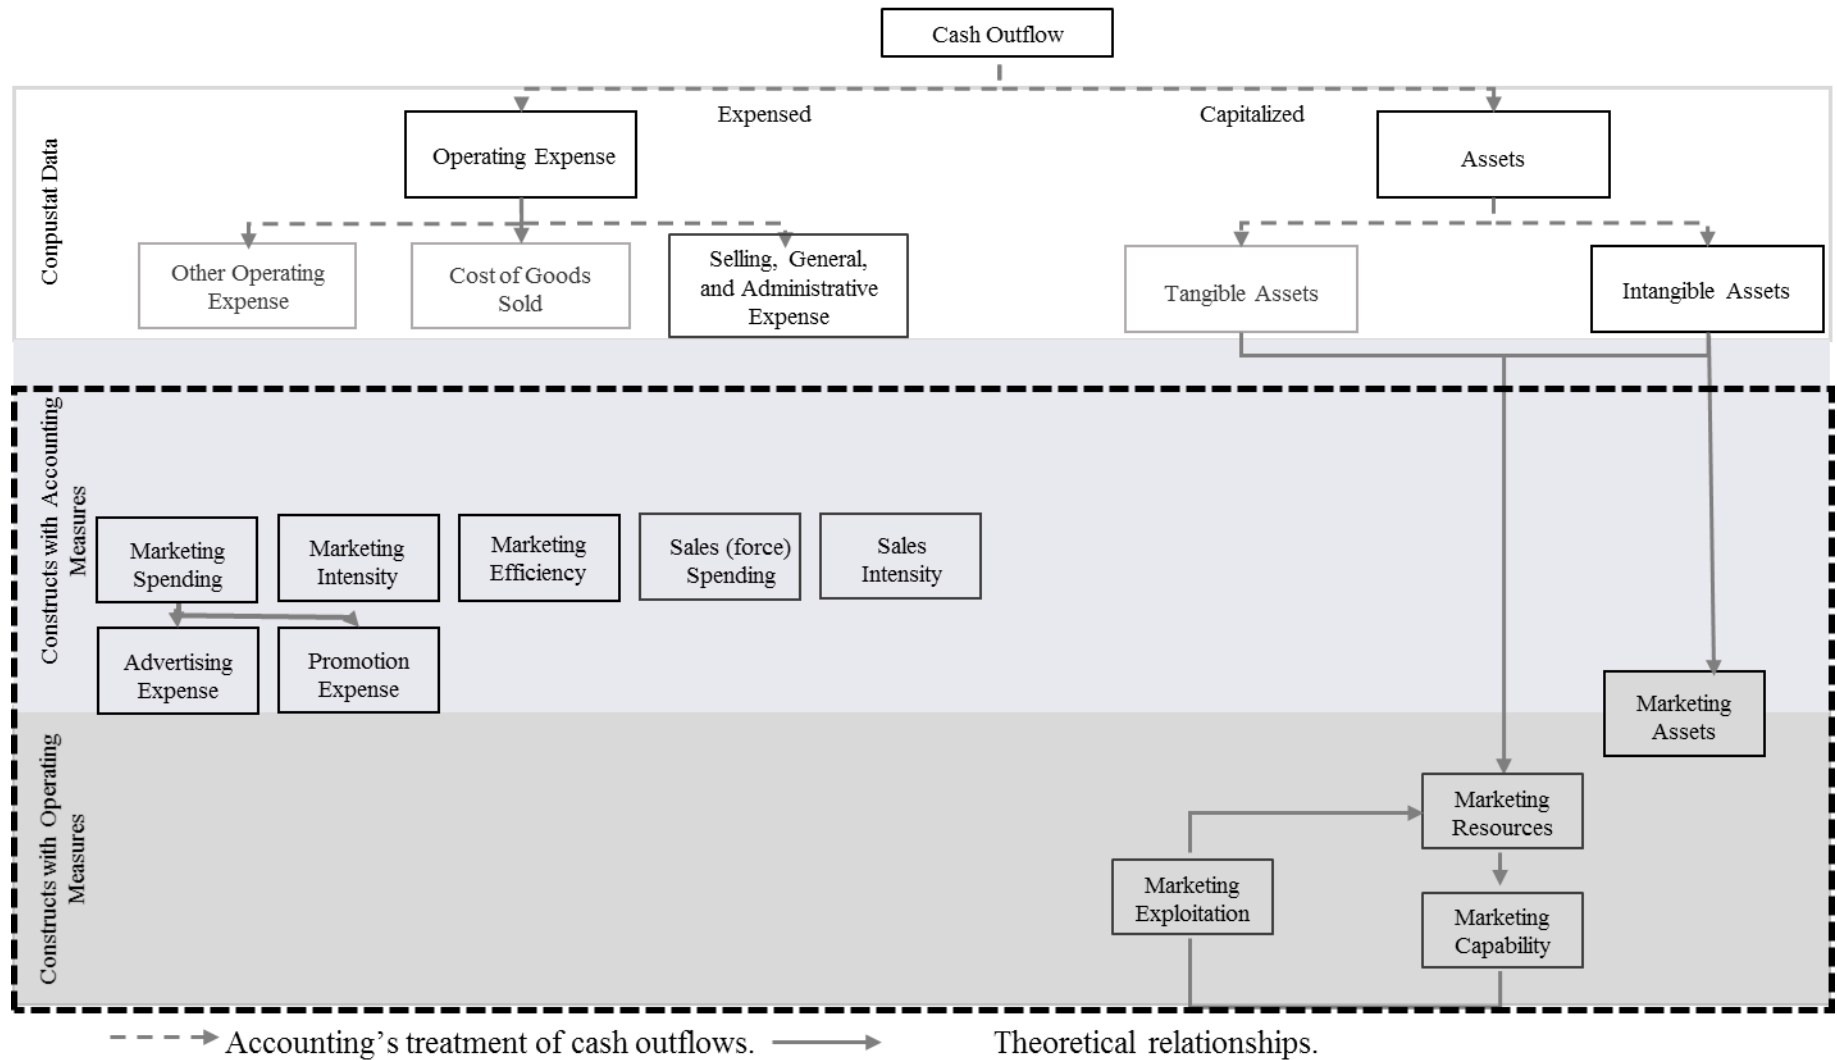 Cash Outflow
Expensed
Capitalized
Operating Expense
Assets
Compustat Data
Other Operating
Expense
Cost of Goods
Sold
Selling, General,
and Administrative
Expense
Tangible Assets
Intangible Assets
Constructs with Accounting
Measures
Marketing
Spending
Marketing
Intensity
Marketing
Efficiency
Sales (force)
Spending
Sales
Intensity
Advertising
Expense
Promotion
Expense
Marketing
Assets
Constructs with Operating
Measures
Marketing
Resources
Marketing
Exploitation
Marketing
Capability
Accounting’s treatment of cash outflows.
Theoretical relationships.